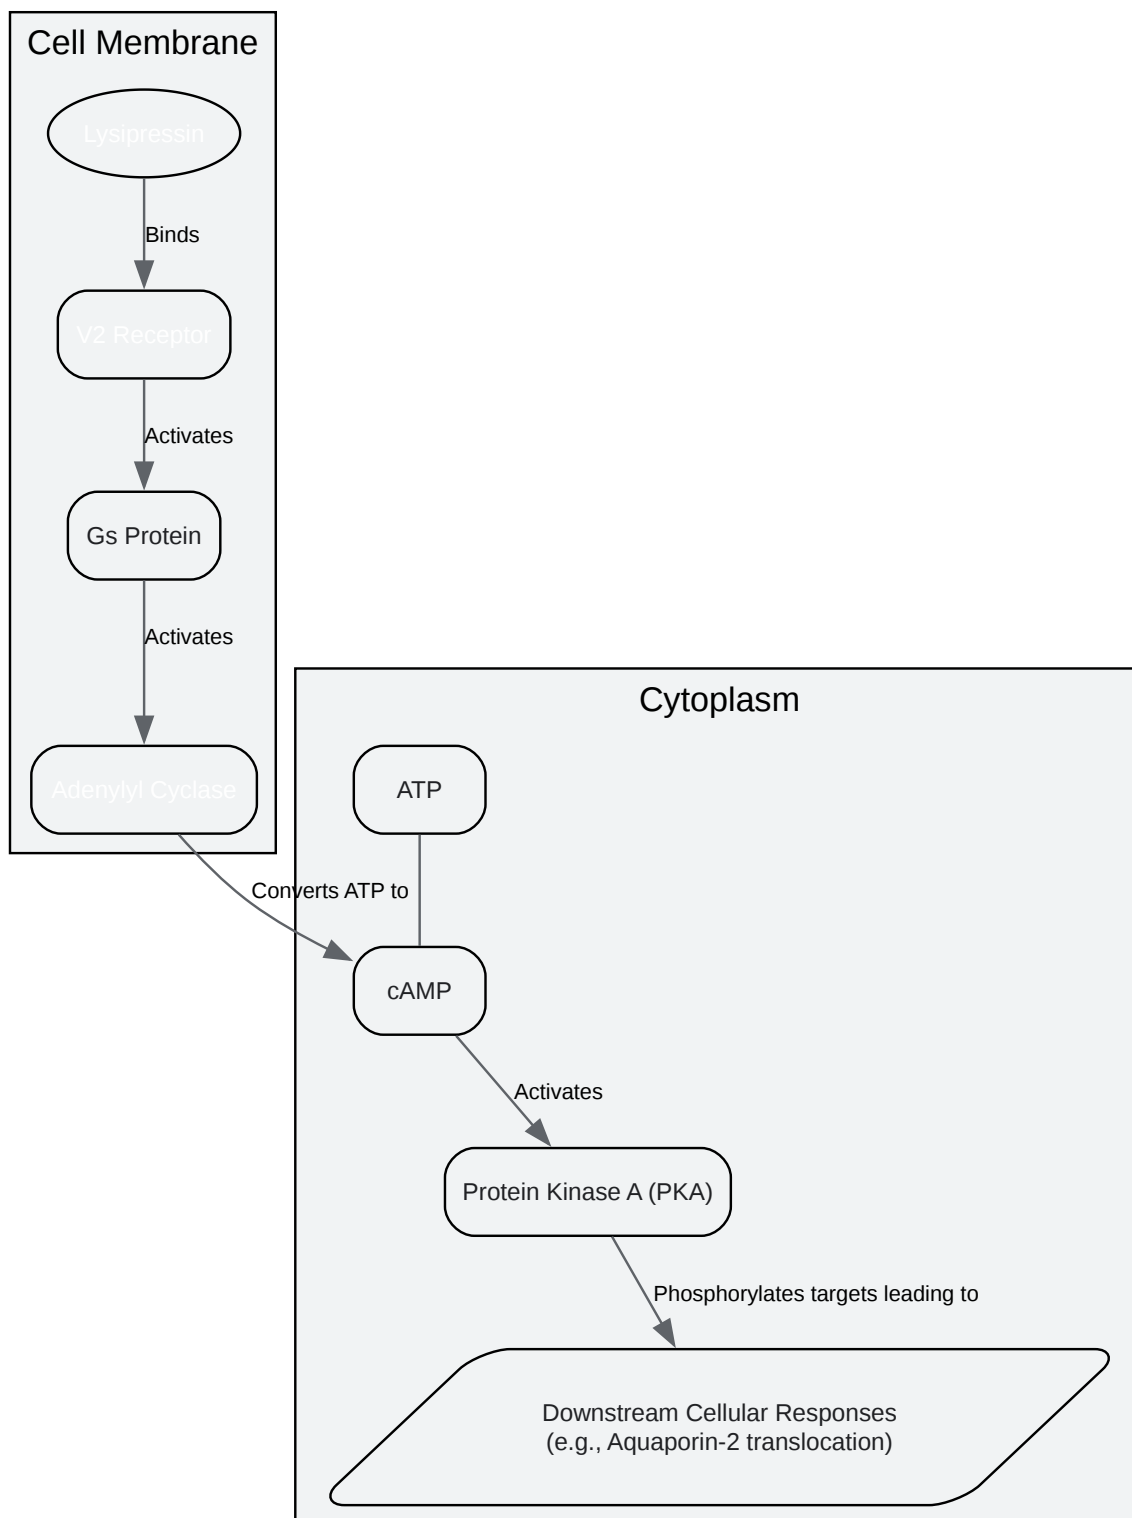 Cell Membrane
Lysipressin
Binds
V2 Receptor
Activates
Gs Protein
Activates
Adenylyl Cyclase
Cytoplasm
ATP
Converts ATP to
cAMP
Activates
Protein Kinase A (PKA)
Phosphorylates targets leading to
Downstream Cellular Responses
(e.g., Aquaporin-2 translocation)